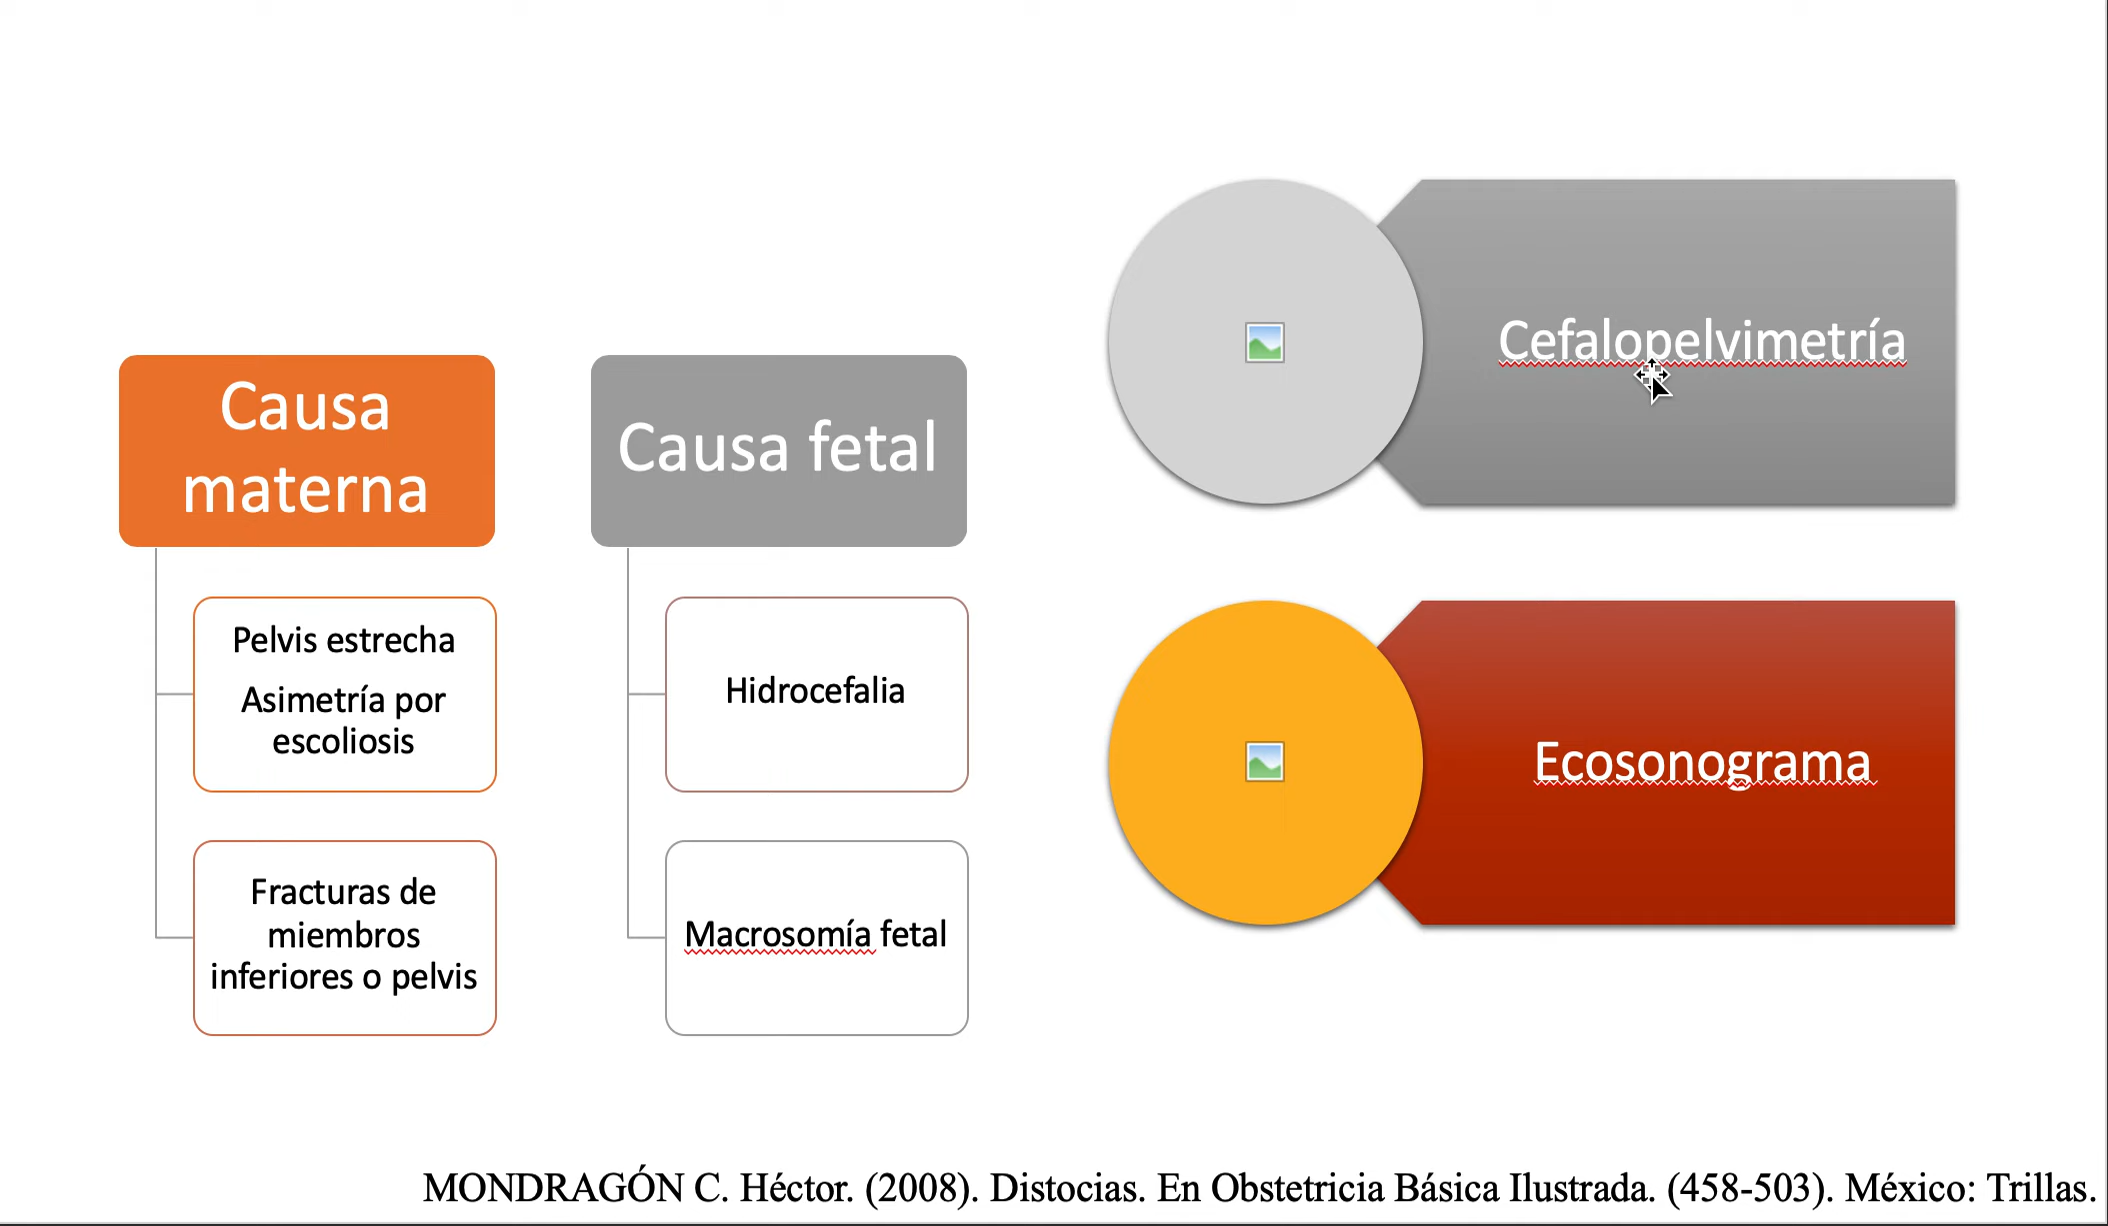 Causa
materna
Pelvis estrecha
Asimetría por
escoliosis
Fracturas de
miembros
inferiores o pelvis
Causa fetal
Hidrocefalia
Macrosomía fetal
Cefalopelvimetría
Ecosonograma
MONDRAGÓN C. Héctor. (2008). Distocias. En Obstetricia Básica Ilustrada. (458-503). México: Trillas.